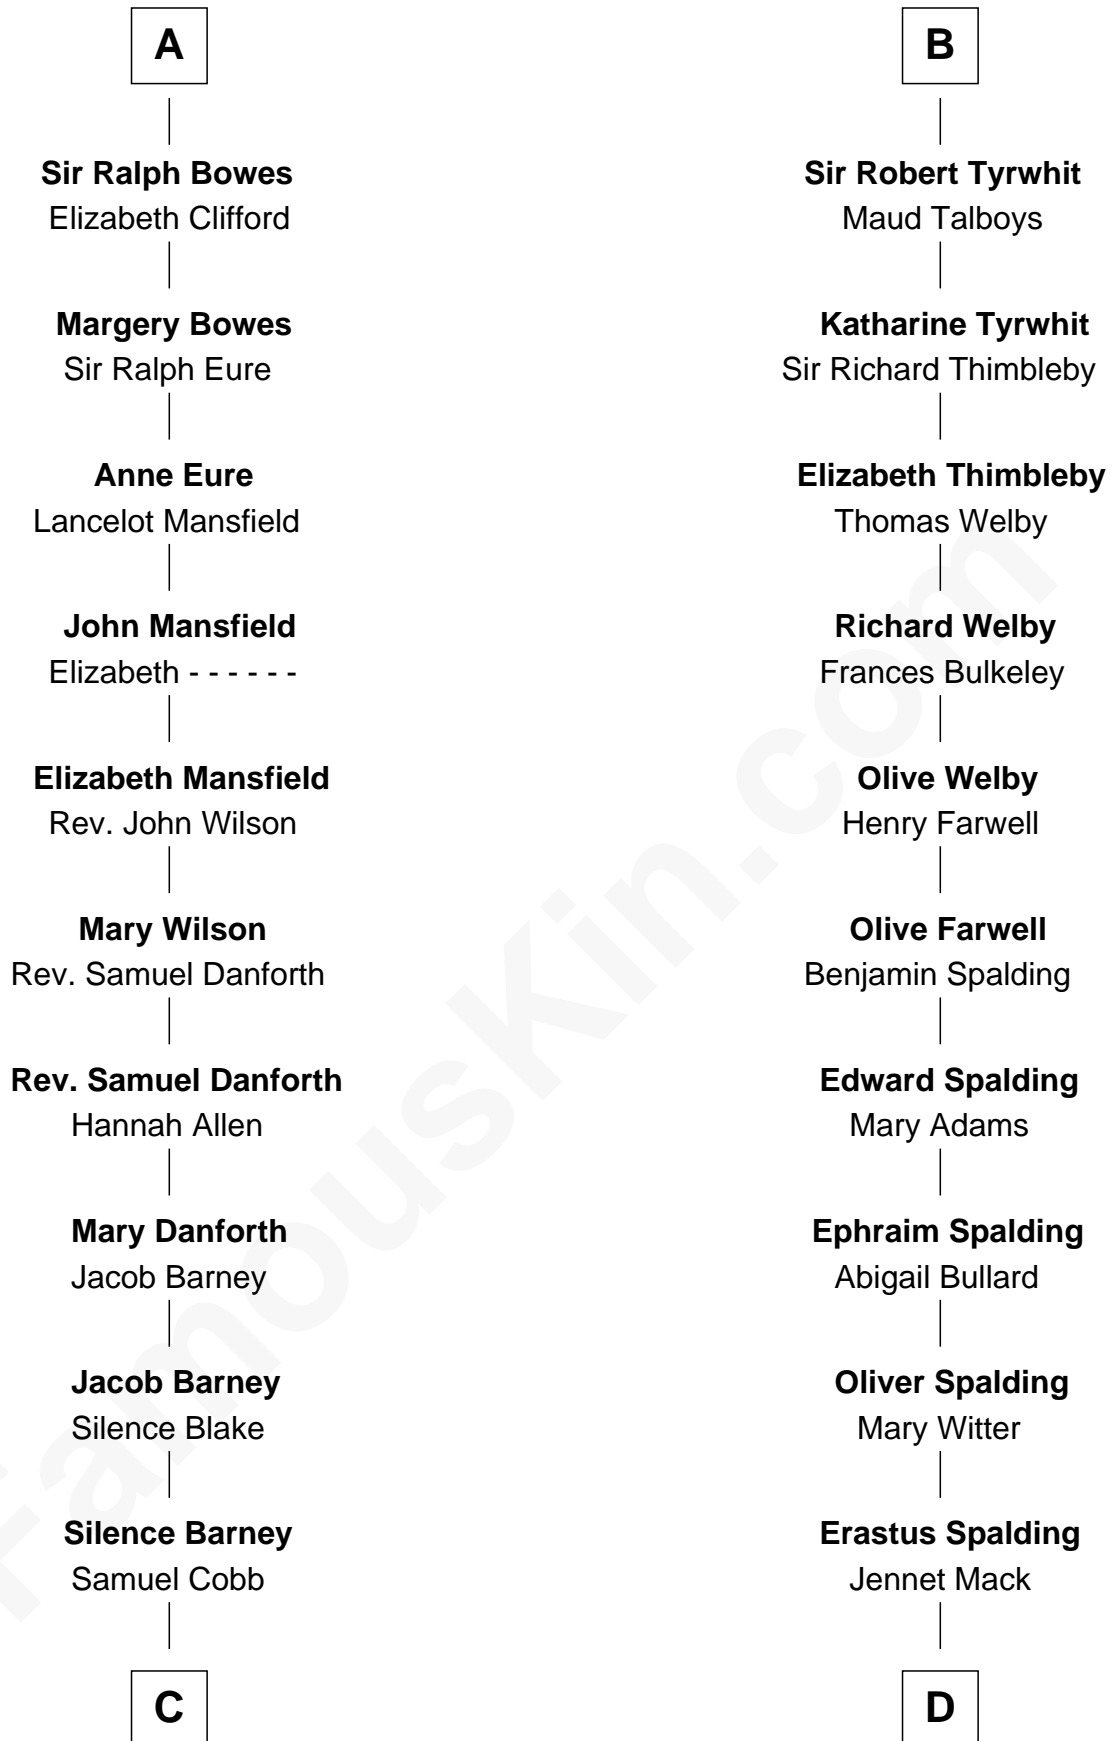 A
Sir Ralph Bowes
Elizabeth Clifford
Margery Bowes
Sir Ralph Eure
Anne Eure
Lancelot Mansfield
John Mansfield
Elizabeth - - - - - -
Elizabeth Mansfield
Rev. John Wilson
Mary Wilson
Rev. Samuel Danforth
Rev. Samuel Danforth
Hannah Allen
Mary Danforth
Jacob Barney
Jacob Barney
Silence Blake
Silence Barney
Samuel Cobb
C
B
Sir Robert Tyrwhit
Maud Talboys
Katharine Tyrwhit
Sir Richard Thimbleby
Elizabeth Thimbleby
Thomas Welby
Richard Welby
Frances Bulkeley
Olive Welby
Henry Farwell
Olive Farwell
Benjamin Spalding
Edward Spalding
Mary Adams
Ephraim Spalding
Abigail Bullard
Oliver Spalding
Mary Witter
Erastus Spalding
Jennet Mack
D
FamousKin.com